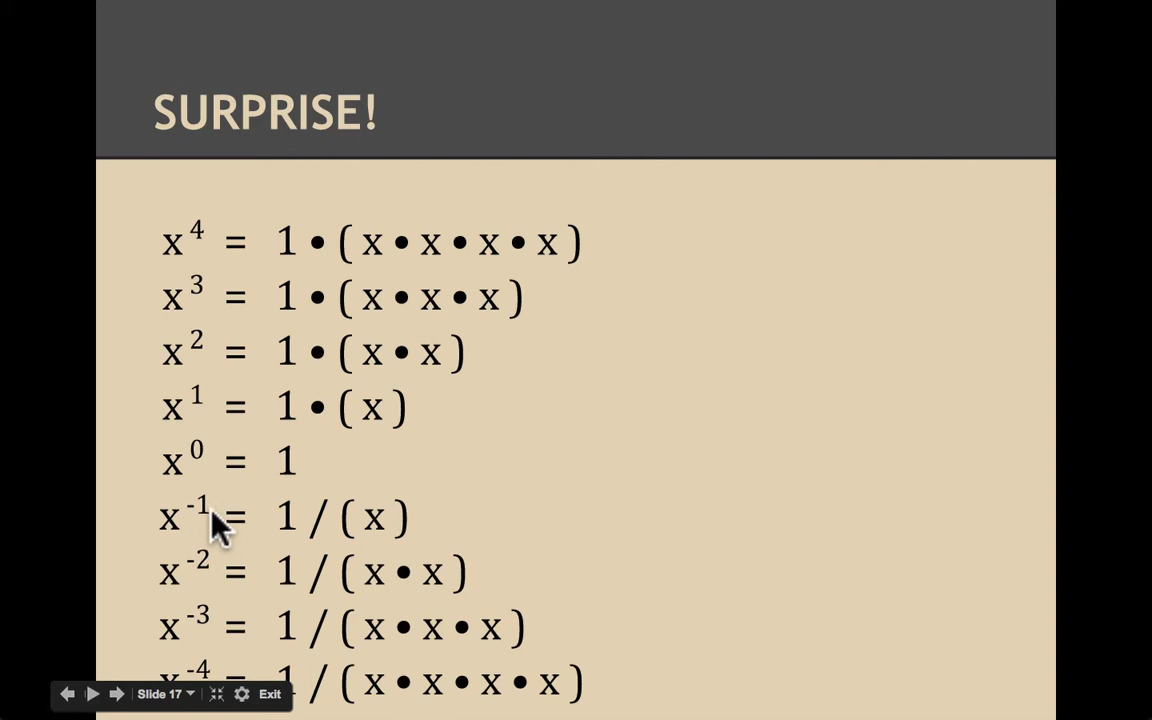 SURPRISE!
x⁴ = 1 • ( x • x • x • x )
x³ = 1 • ( x • x • x )
x² = 1 • ( x • x )
x¹ = 1 • ( x )
x⁰ = 1
x⁻¹ = 1 / ( x )
x⁻² = 1 / ( x • x )
x⁻³ = 1 / ( x • x • x )
x⁻⁴ = 1 / ( x • x • x • x )
Slide 17 Exit